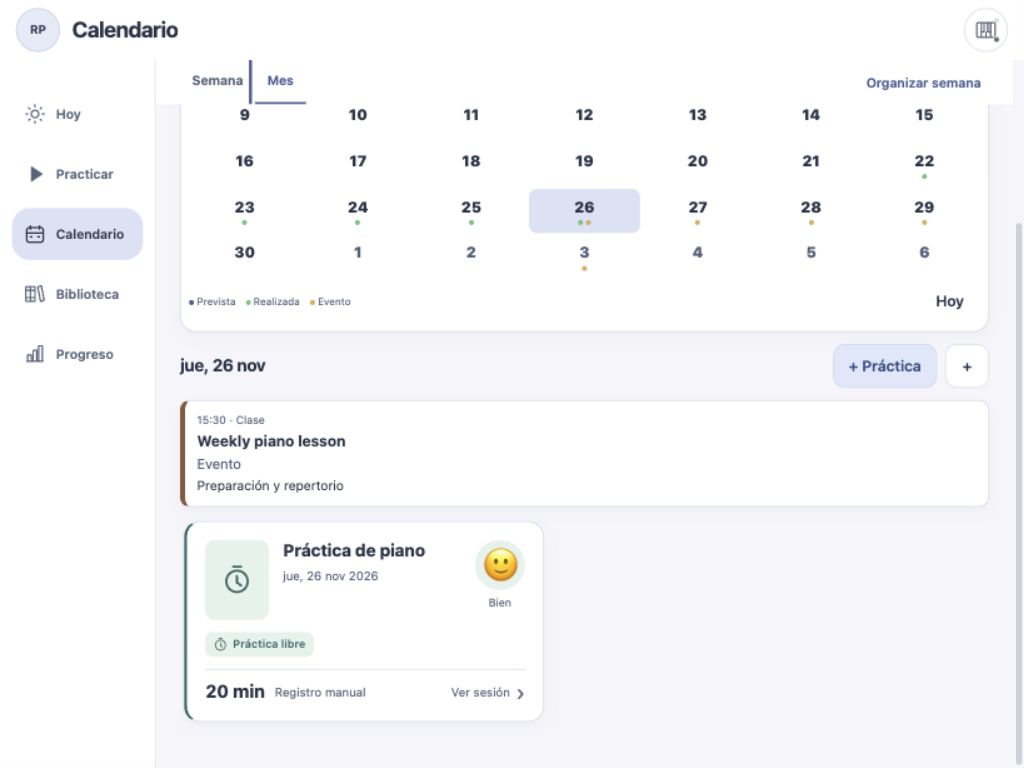 RP Calendario
Semana Mes Organizar semana
Hoy
Practicar
Calendario
Biblioteca
Progreso
9 10 11 12 13 14 15
16 17 18 19 20 21 22
23 24 25 26 27 28 29
30 1 2 3 4 5 6
Prevista Realizada Evento Hoy
jue, 26 nov + Práctica +
15:30 · Clase
Weekly piano lesson
Evento
Preparación y repertorio
Práctica de piano
jue, 26 nov 2026
Bien
Práctica libre
20 min Registro manual Ver sesión